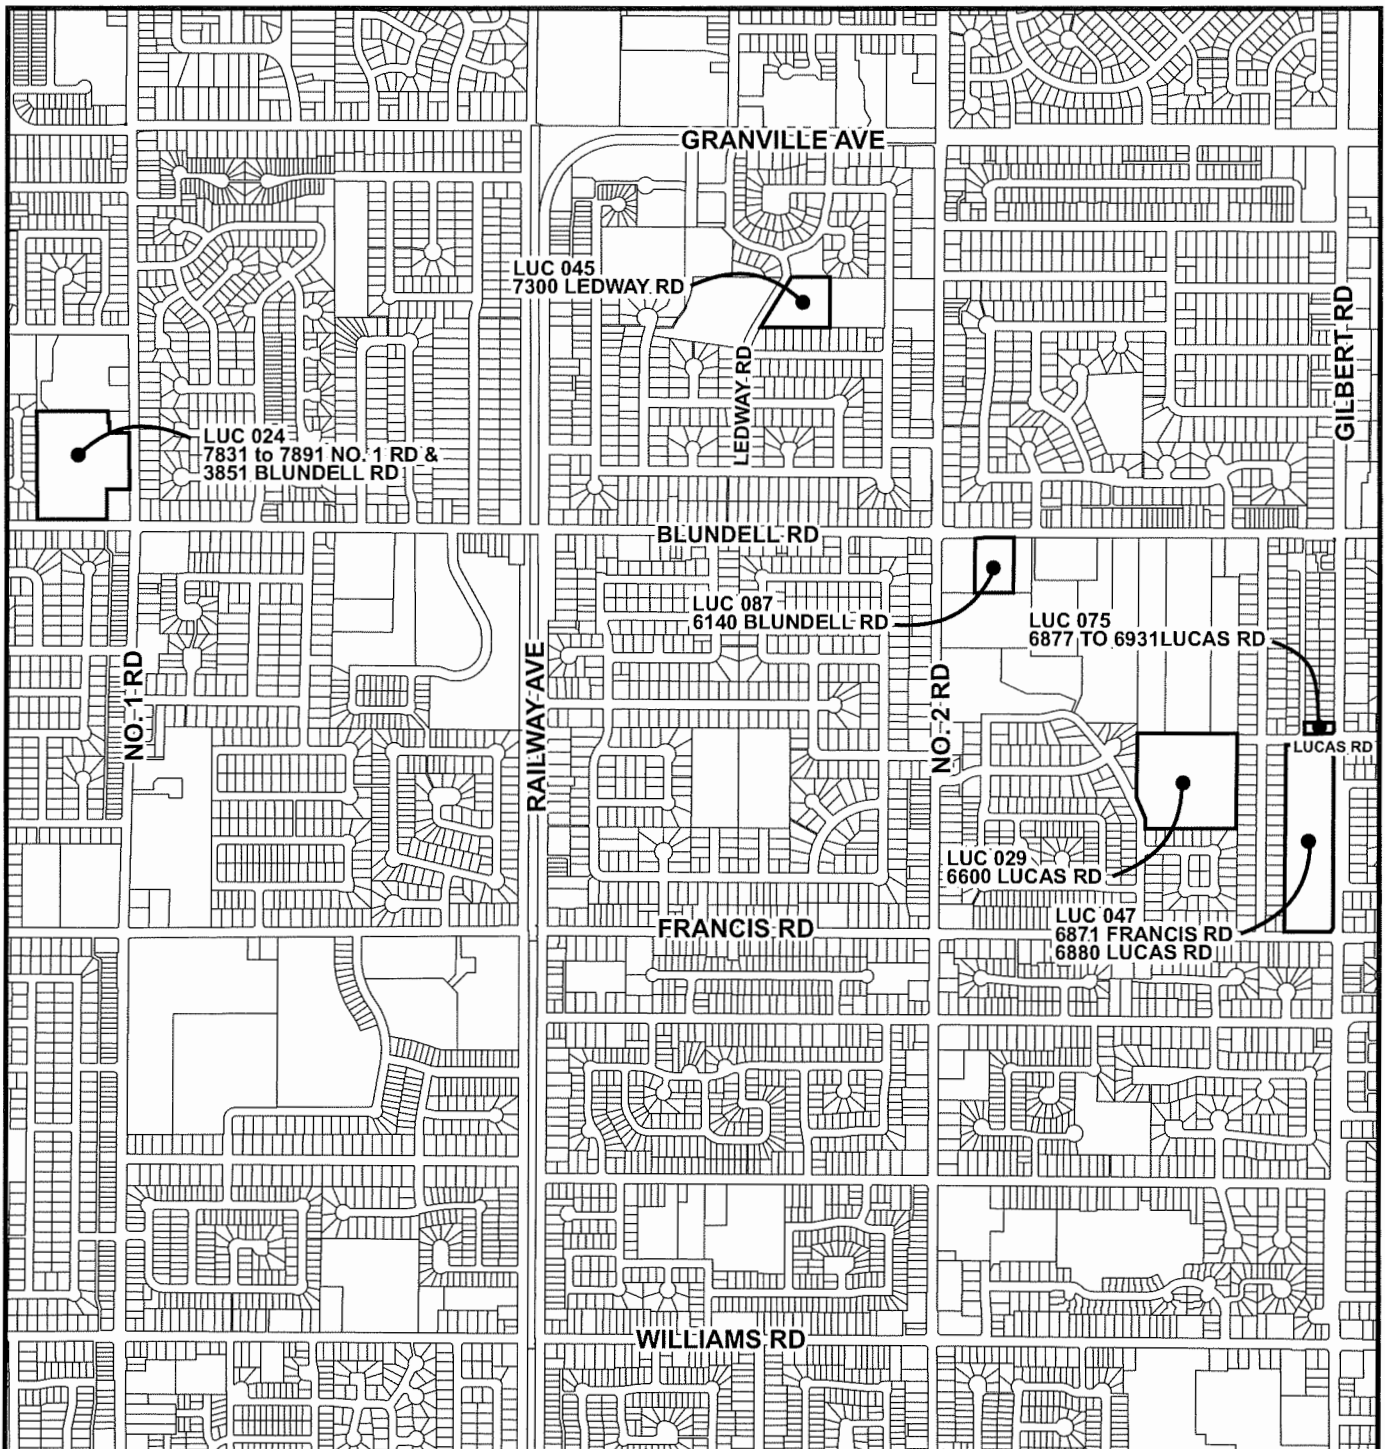 GRANVILLE AVE
LUC 045
7300 LEDWAY RD
GILBERT RD
LEDWAY RD
LUC 024
7831 to 7891 NO. 1 RD &
3851 BLUNDELL RD
BLUNDELL RD
LUC 087
6140 BLUNDELL RD
LUC 075
6877 TO 6931LUCAS RD
NO. 1 RD
RAILWAY AVE
NO. 2 RD
LUCAS RD
LUC 029
6600 LUCAS RD
LUC 047
6871 FRANCIS RD
6880 LUCAS RD
FRANCIS RD
WILLIAMS RD